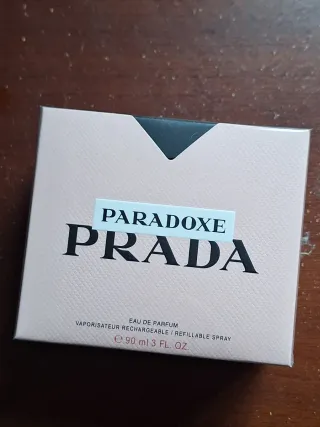 PARADOXE
PRADA
EAU DE PARFUM
VAPORISATEUR RECHARGEABLE / REFILLABLE SPRAY
℮ 90 ml 3 FL. OZ.